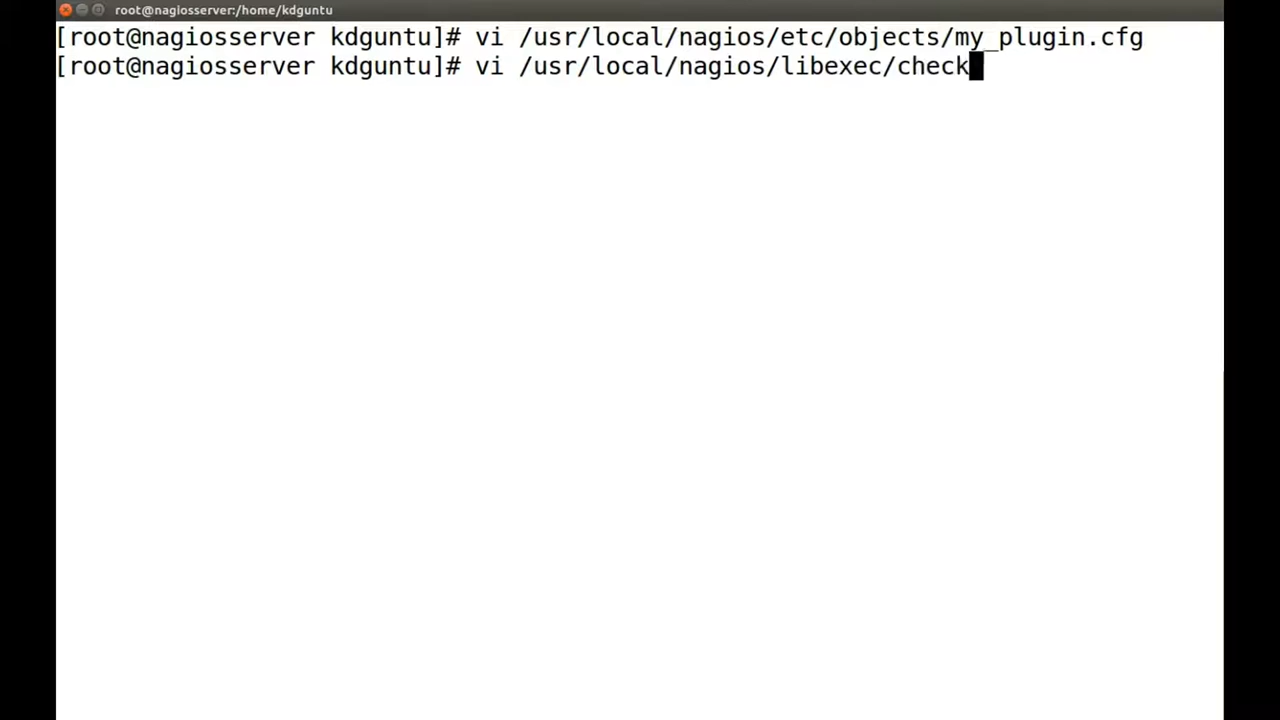 root@nagiosserver:/home/kdguntu
[root@nagiosserver kdguntu]# vi /usr/local/nagios/etc/objects/my_plugin.cfg
[root@nagiosserver kdguntu]# vi /usr/local/nagios/libexec/check